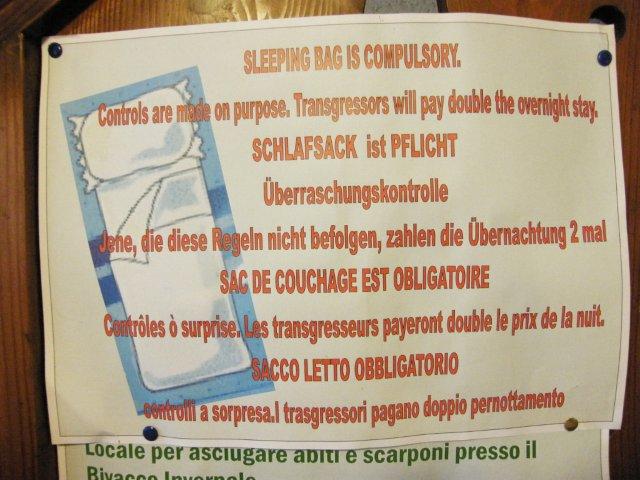 SLEEPING BAG IS COMPULSORY.
Controls are made on purpose. Transgressors will pay double the overnight stay.
SCHLAFSACK ist PFLICHT
Überraschungskontrolle
Jene, die diese Regeln nicht befolgen, zahlen die Übernachtung 2 mal
SAC DE COUCHAGE EST OBLIGATOIRE
Contrôles ò surprise. Les transgresseurs payeront double le prix de la nuit.
SACCO LETTO OBBLIGATORIO
controlli a sorpresa.I trasgressori pagano doppio pernottamento
Locale per asciugare abiti e scarponi presso il
Bivacco Invernale